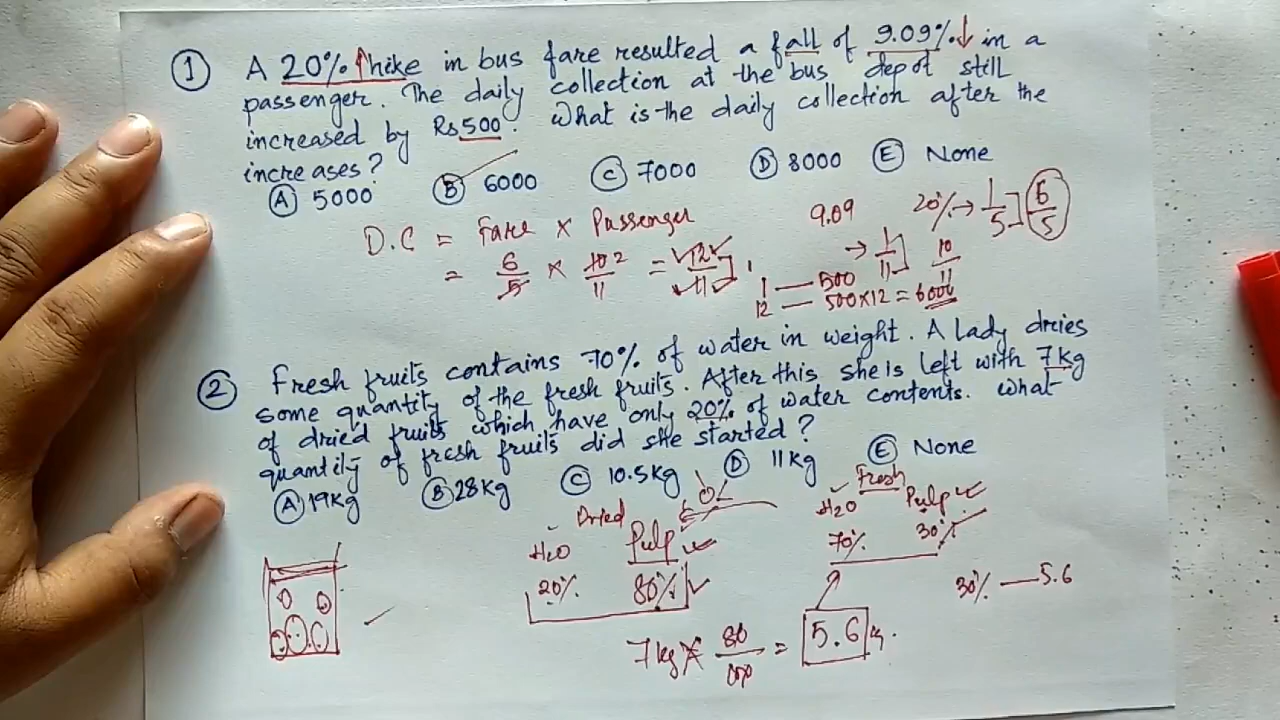 ① A 20% ↑ hike in bus fare resulted a fall of 9.09% ↓ in a
passenger. The daily collection at the bus depot still
increased by Rs 500. What is the daily collection after the
increases?
Ⓐ 5000 Ⓑ 6000 Ⓒ 7000 Ⓓ 8000 Ⓔ None
D.C = Fare × Passenger
= 6/5 × 10/11 2 = 12/11 1
9.09 → 1/11 10/11
20% → 1/5 6/5
1 — 500
12 — 500×12 = 6000
② Fresh fruits contains 70% of water in weight. A lady dries
some quantity of the fresh fruits. After this she is left with 7kg
of dried fruits which have only 20% of water contents. what
quantity of fresh fruits did she started?
Ⓐ 19kg Ⓑ 28kg Ⓒ 10.5kg Ⓓ 11kg Ⓔ None
Dried
H2O Pulp
20% 80%
Fresh
H2O Pulp
70% 30%
30% — 5.6
7kg × 80/100 = 5.6